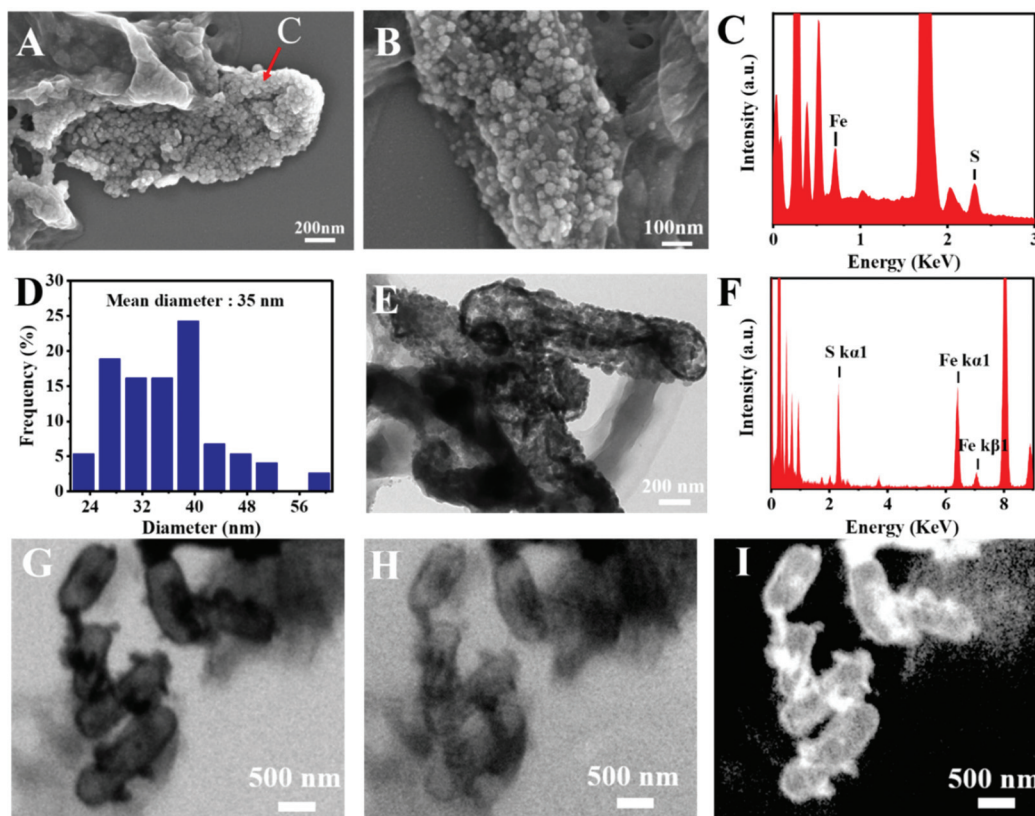 A
C
200nm
B
100nm
C
Intensity (a.u.)
Fe
S
0
1
2
3
Energy (KeV)
D
30
25
20
15
10
5
0
Frequency (%)
Mean diameter : 35 nm
24
32
40
48
56
Diameter (nm)
E
200 nm
F
Intensity (a.u.)
S kα1
Fe kα1
Fe kβ1
0
2
4
6
8
Energy (KeV)
G
500 nm
H
500 nm
I
500 nm